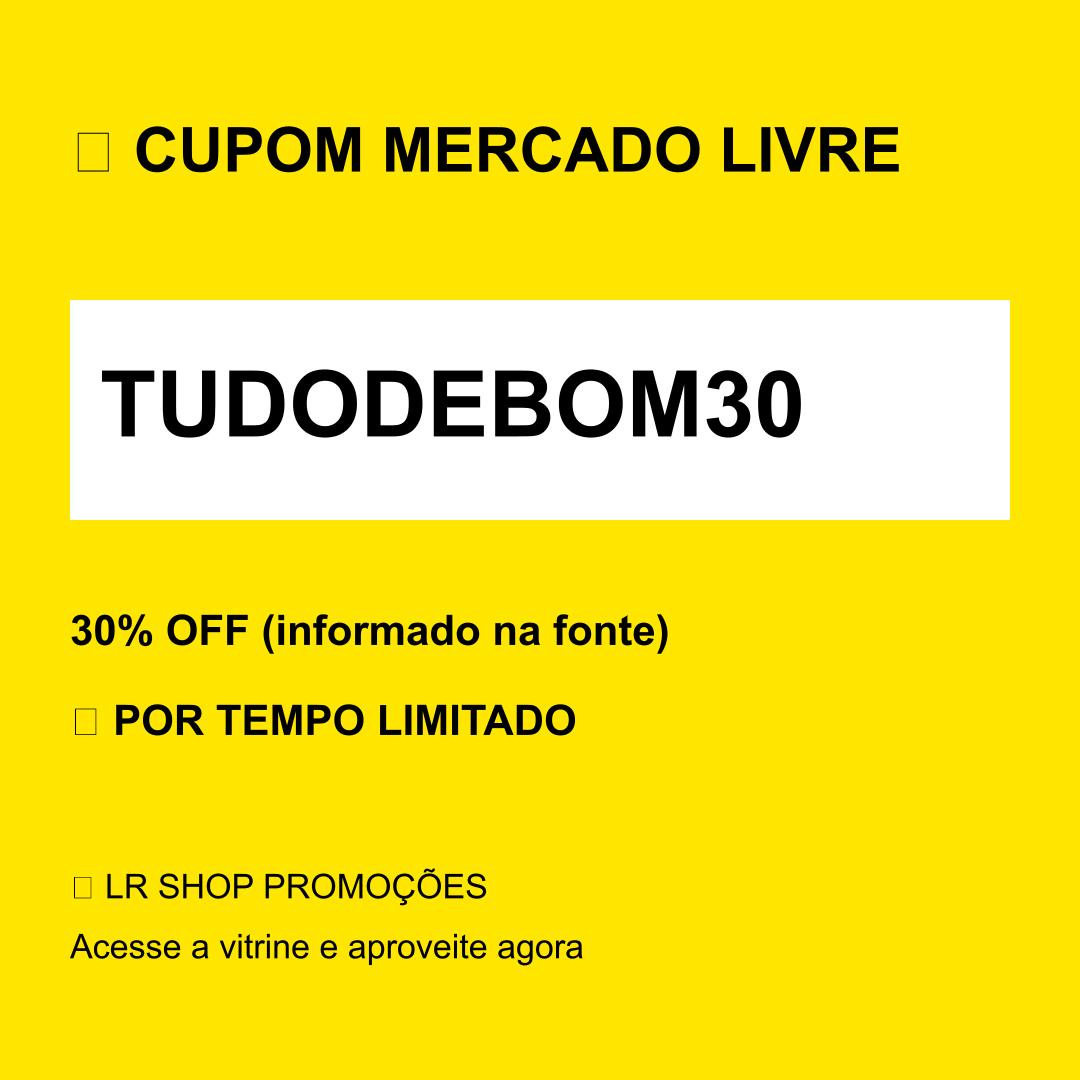 □ CUPOM MERCADO LIVRE
TUDODEBOM30
30% OFF (informado na fonte)
□ POR TEMPO LIMITADO
□ LR SHOP PROMOÇÕES
Acesse a vitrine e aproveite agora